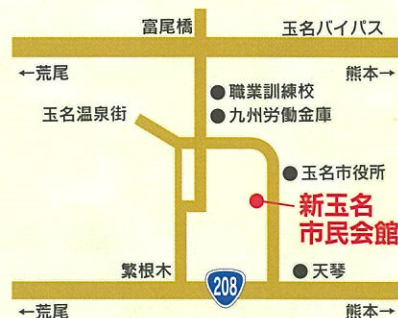 富尾橋
玉名バイパス
←荒尾
熊本→
●職業訓練校
●九州労働金庫
玉名温泉街
●玉名市役所
新玉名
市民会館
繁根木
208
●天琴
←荒尾
熊本→